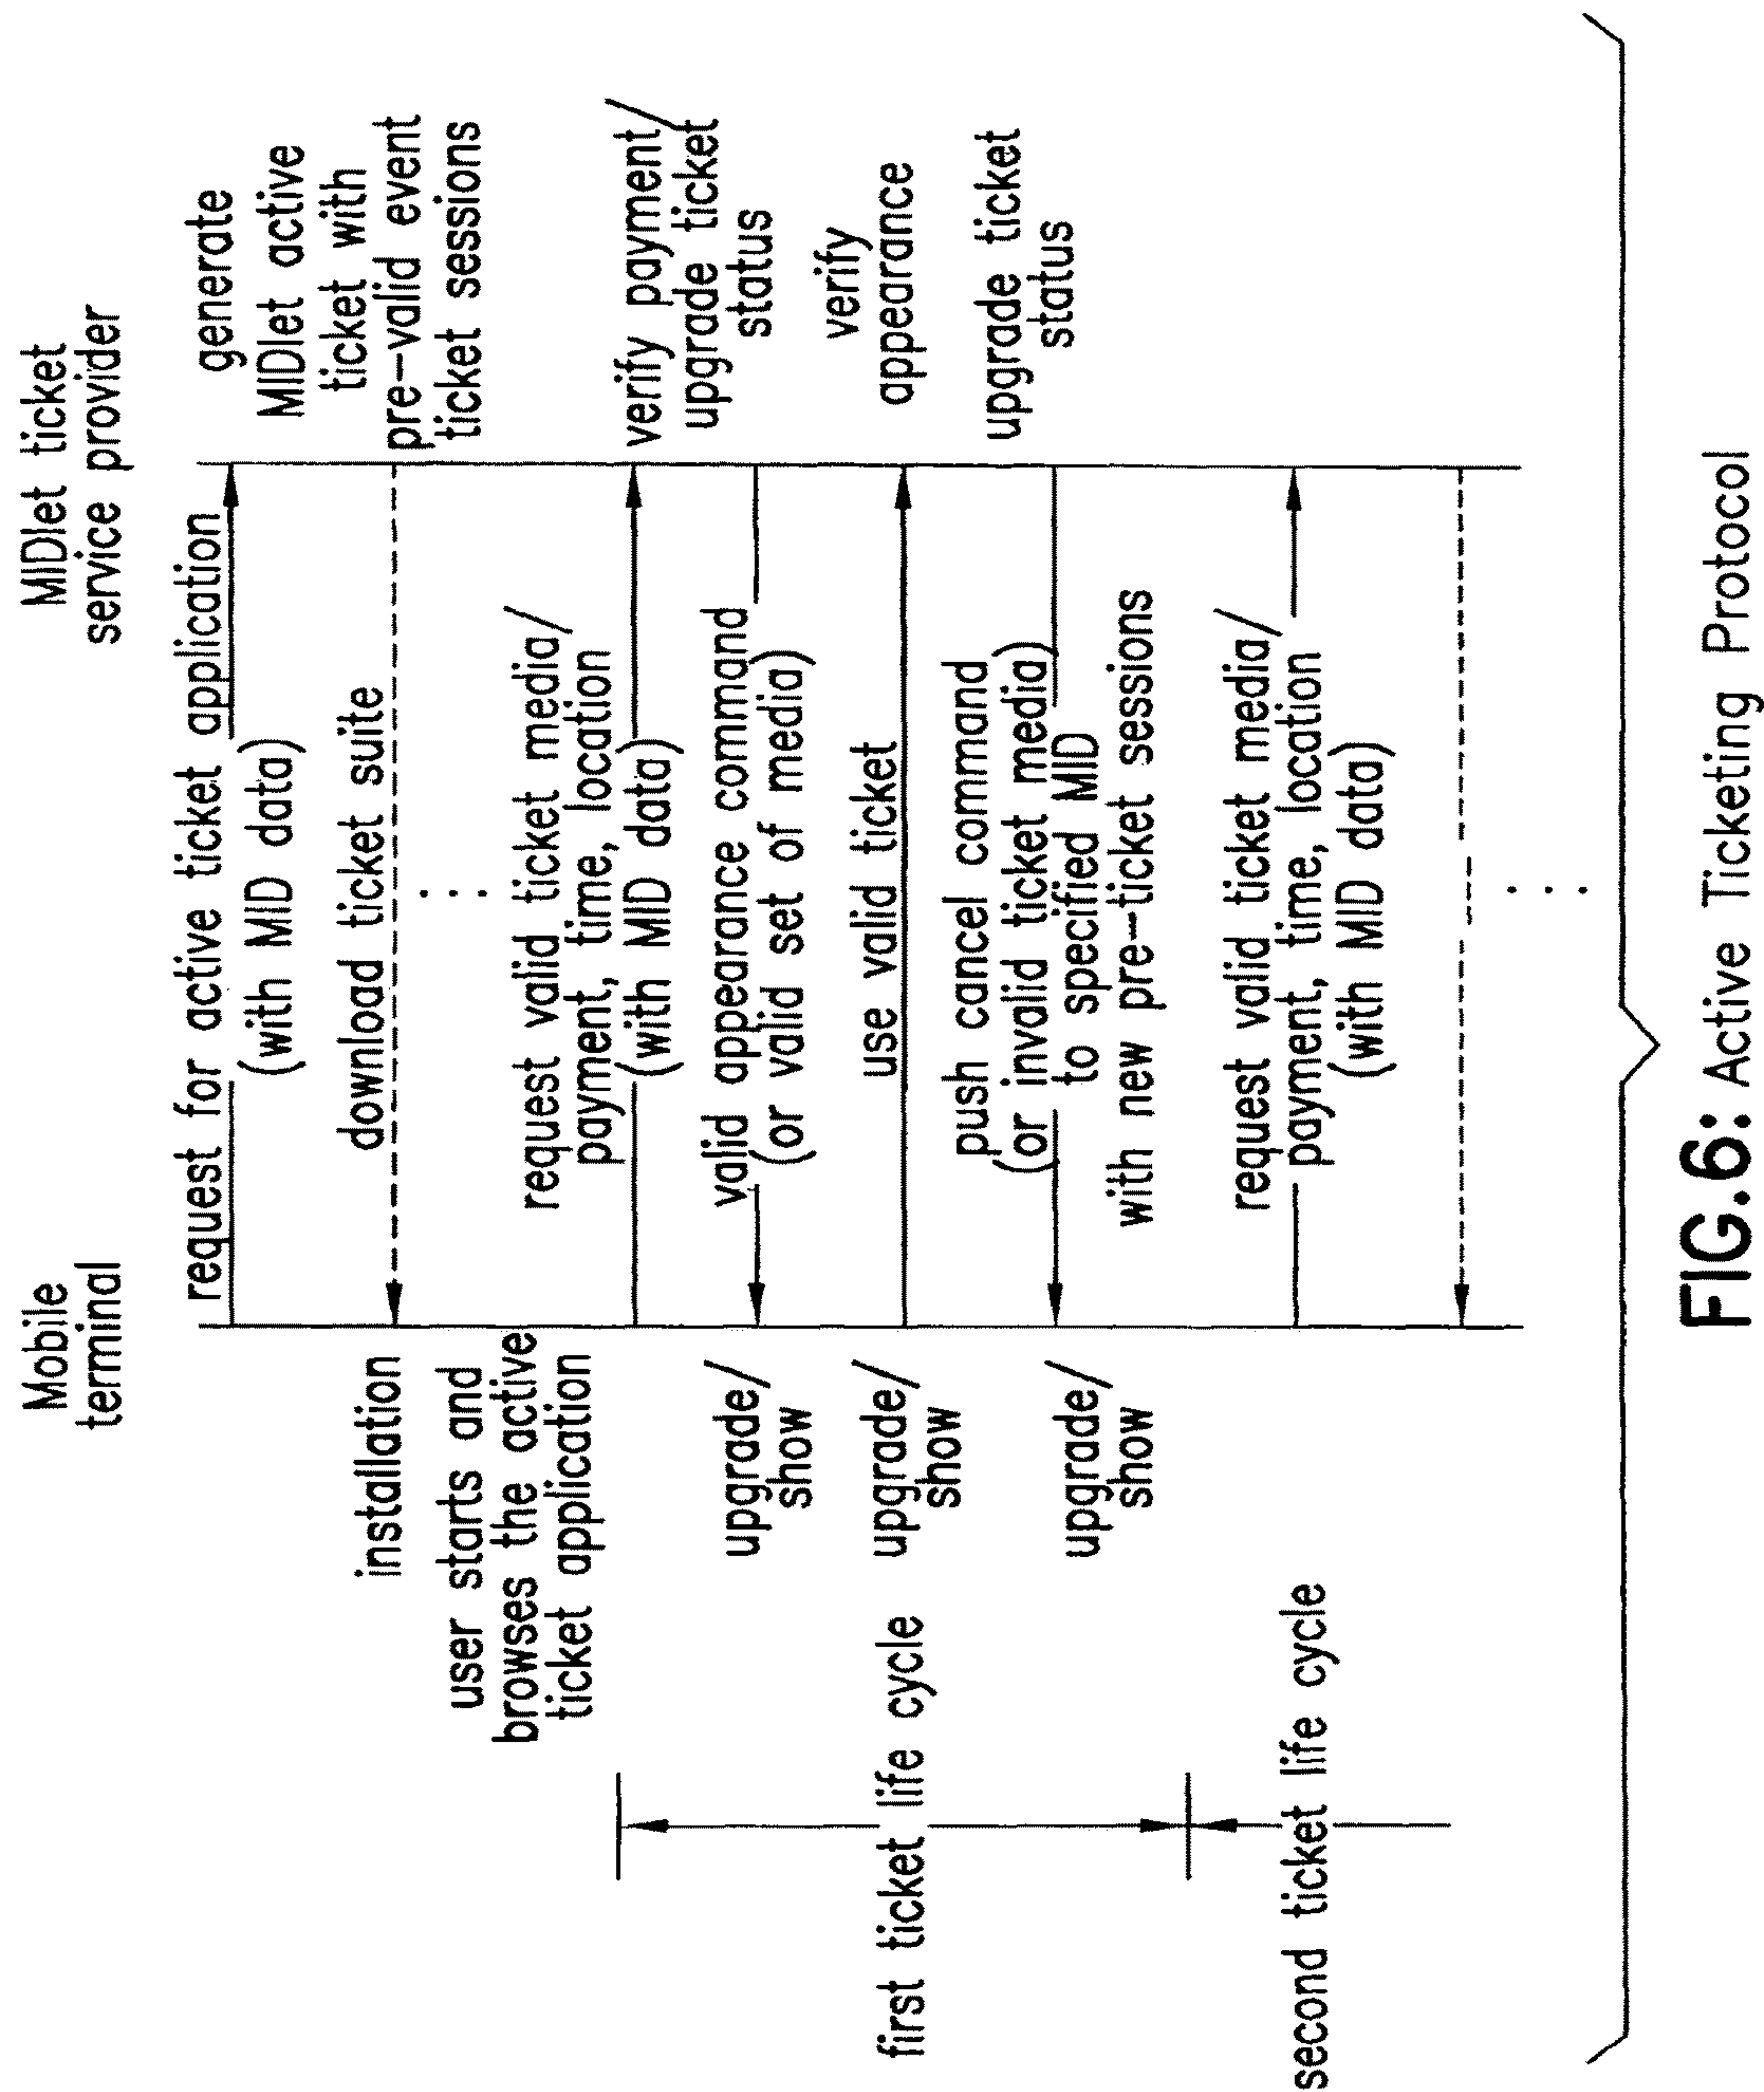 Mobile
terminal
MIDlet ticket
service provider
request for active ticket application
(with MID data)
generate
MIDlet active
ticket with
pre-valid event
ticket sessions
download ticket suite
installation
user starts and
browses the active
ticket application
request valid ticket media/
payment, time, location
(with MID data)
verify payment/
upgrade ticket
status
valid appearance command
(or valid set of media)
upgrade/
show
use valid ticket
verify
appearance
upgrade/
show
push cancel command
(or invalid ticket media)
to specified MID
with new pre-ticket sessions
upgrade ticket
status
upgrade/
show
first ticket life cycle
request valid ticket media/
payment, time, location
(with MID data)
second ticket life cycle
FIG.6: Active Ticketing Protocol